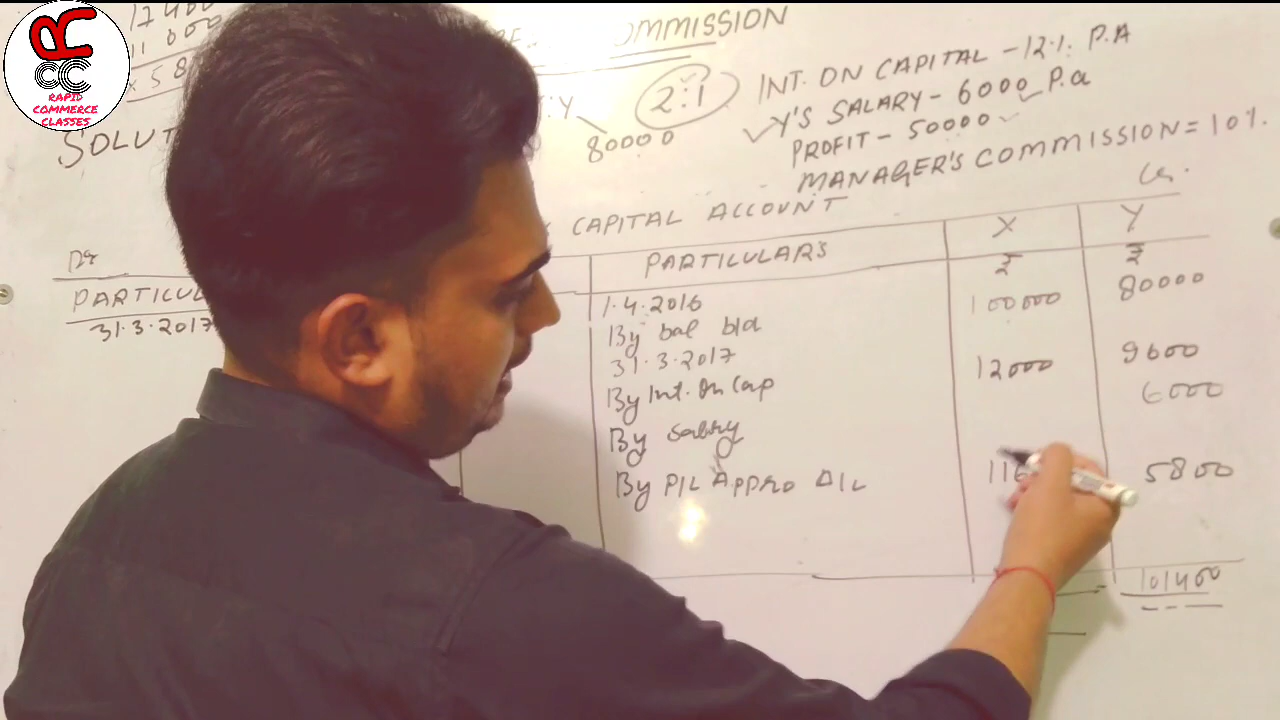 17400
RAPID
COMMERCE
CLASSES
SOLUT
OMMISSION
:Y
80000
2:1
INT. ON CAPITAL - 12%. P.A
Y'S SALARY - 6000 P.a
PROFIT - 50000
MANAGER'S COMMISSION = 10%.
CAPITAL ACCOUNT
Cr.
Dr
PARTICUL
PARTICULARS
X
Y
₹
₹
31.3.2017
1.4.2016
By bal b/d
100000
80000
31.3.2017
By Int. On Cap
12000
9600
By Salary
6000
By P/L Appro A/c
116
5800
101400